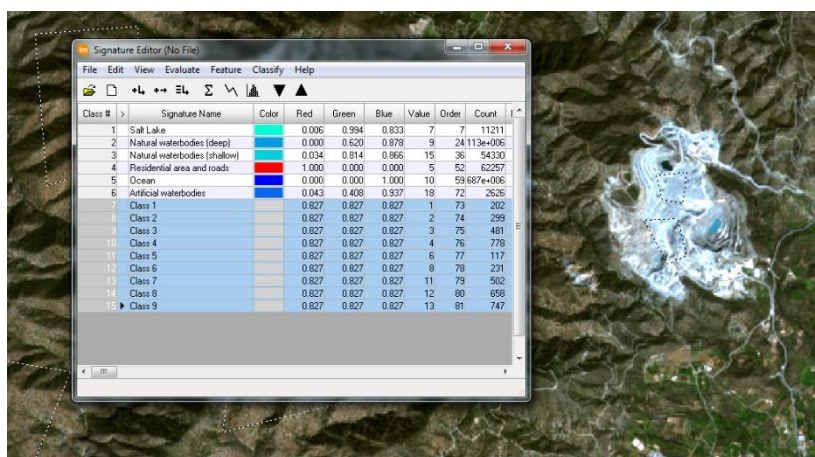 Signature Editor (No File)
File Edit View Evaluate Feature Classify Help
Class # > Signature Name Color Red Green Blue Value Order Count
1 Salt Lake 0.006 0.994 0.833 7 7 11211
2 Natural waterbodies (deep) 0.000 0.620 0.878 9 24 113e+006
3 Natural waterbodies (shallow) 0.034 0.814 0.866 15 36 54330
4 Residential area and roads 1.000 0.000 0.000 5 52 62257
5 Ocean 0.000 0.000 1.000 10 59 687e+006
6 Artificial waterbodies 0.043 0.408 0.937 18 72 2626
7 Class 1 0.827 0.827 0.827 1 73 202
8 Class 2 0.827 0.827 0.827 2 74 299
9 Class 3 0.827 0.827 0.827 3 75 481
10 Class 4 0.827 0.827 0.827 4 76 778
11 Class 5 0.827 0.827 0.827 6 77 117
12 Class 6 0.827 0.827 0.827 8 78 231
13 Class 7 0.827 0.827 0.827 11 79 502
14 Class 8 0.827 0.827 0.827 12 80 658
15 Class 9 0.827 0.827 0.827 13 81 747